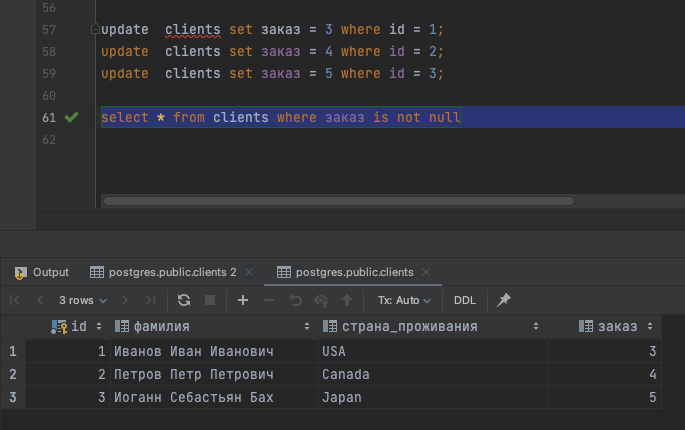 56
57 update  clients set заказ = 3 where id = 1;
58 update  clients set заказ = 4 where id = 2;
59 update  clients set заказ = 5 where id = 3;
60
61 select * from clients where заказ is not null
62
Output postgres.public.clients 2 postgres.public.clients
3 rows Tx: Auto DDL
id фамилия страна_проживания заказ
1 1 Иванов Иван Иванович USA 3
2 2 Петров Петр Петрович Canada 4
3 3 Иоганн Себастьян Бах Japan 5